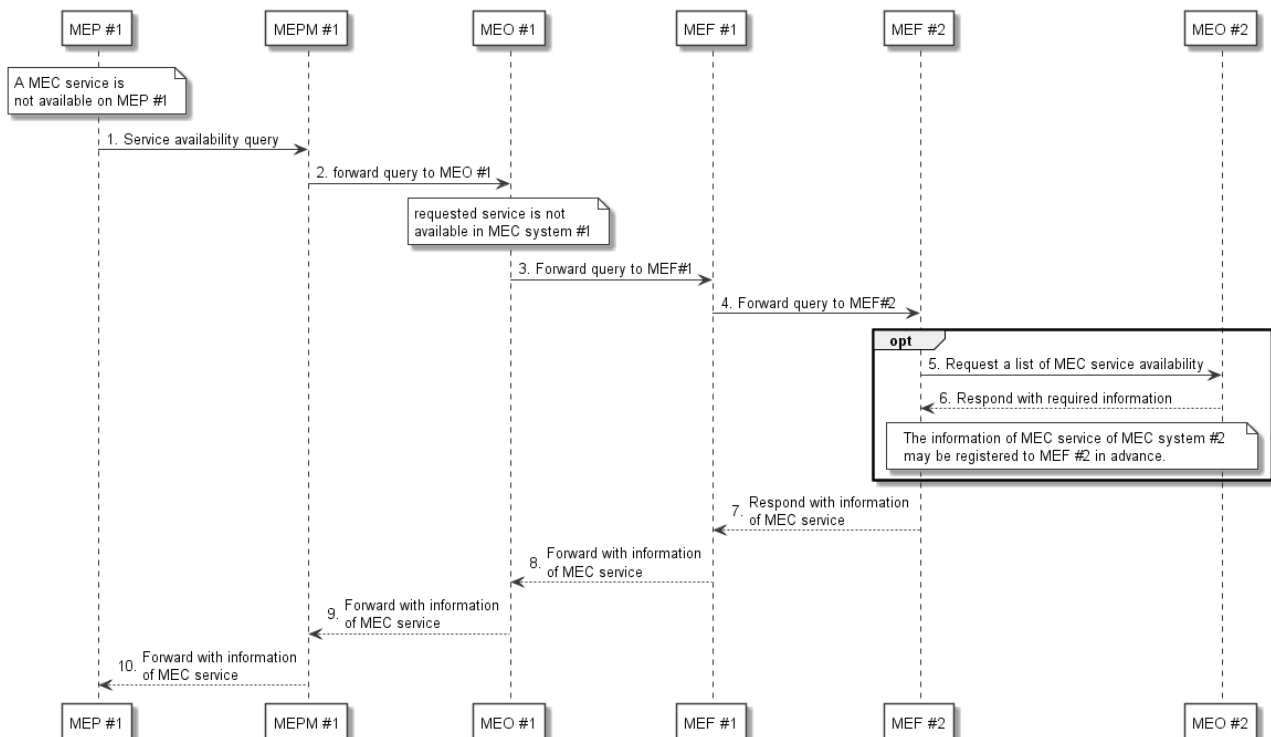 MEP #1
MEPM #1
MEO #1
MEF #1
MEF #2
MEO #2
A MEC service is
not available on MEP #1
1. Service availability query
2. forward query to MEO #1
requested service is not
available in MEC system #1
3. Forward query to MEF#1
4. Forward query to MEF#2
opt
5. Request a list of MEC service availability
6. Respond with required information
The information of MEC service of MEC system #2
may be registered to MEF #2 in advance.
7. Respond with information
of MEC service
8. Forward with information
of MEC service
9. Forward with information
of MEC service
10. Forward with information
of MEC service
MEP #1
MEPM #1
MEO #1
MEF #1
MEF #2
MEO #2